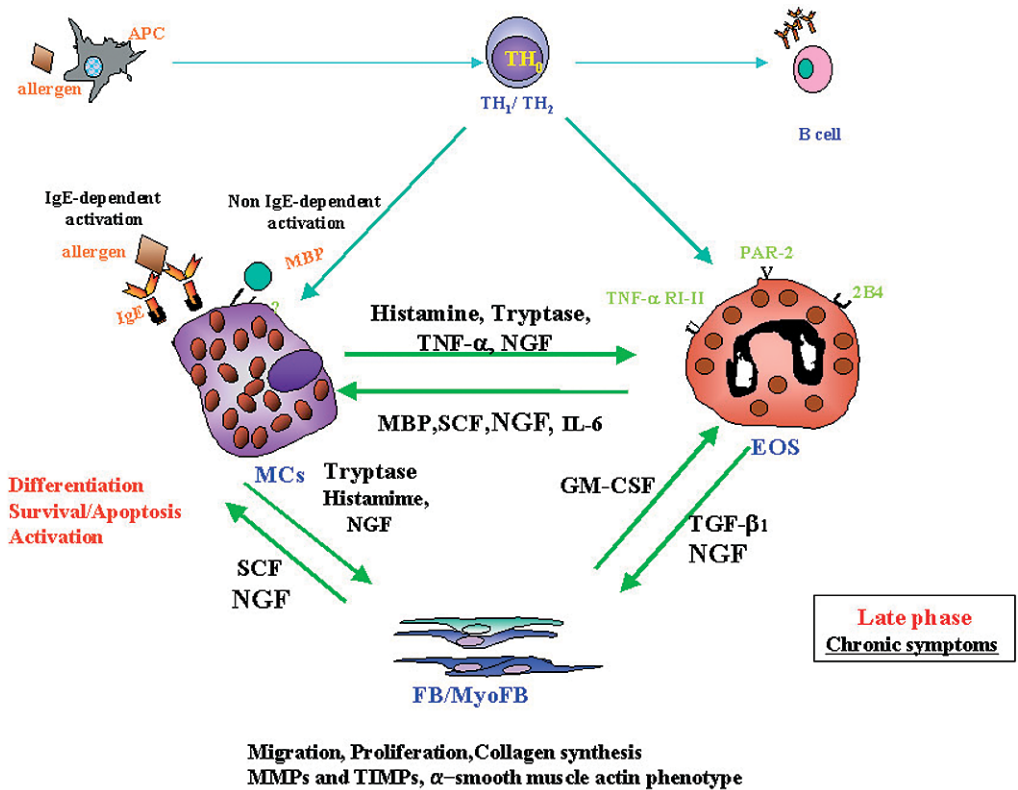 APC
allergen
TH0
TH1/ TH2
B cell
IgE-dependent
activation
allergen
IgE
Non IgE-dependent
activation
MBP
?
PAR-2
TNF-α RI-II
2B4
Histamine, Tryptase,
TNF-α, NGF
MBP,SCF,NGF, IL-6
MCs
EOS
Differentiation
Survival/Apoptosis
Activation
Tryptase
Histamime,
NGF
SCF
NGF
GM-CSF
TGF-β1
NGF
Late phase
Chronic symptoms
FB/MyoFB
Migration, Proliferation,Collagen synthesis
MMPs and TIMPs, α–smooth muscle actin phenotype